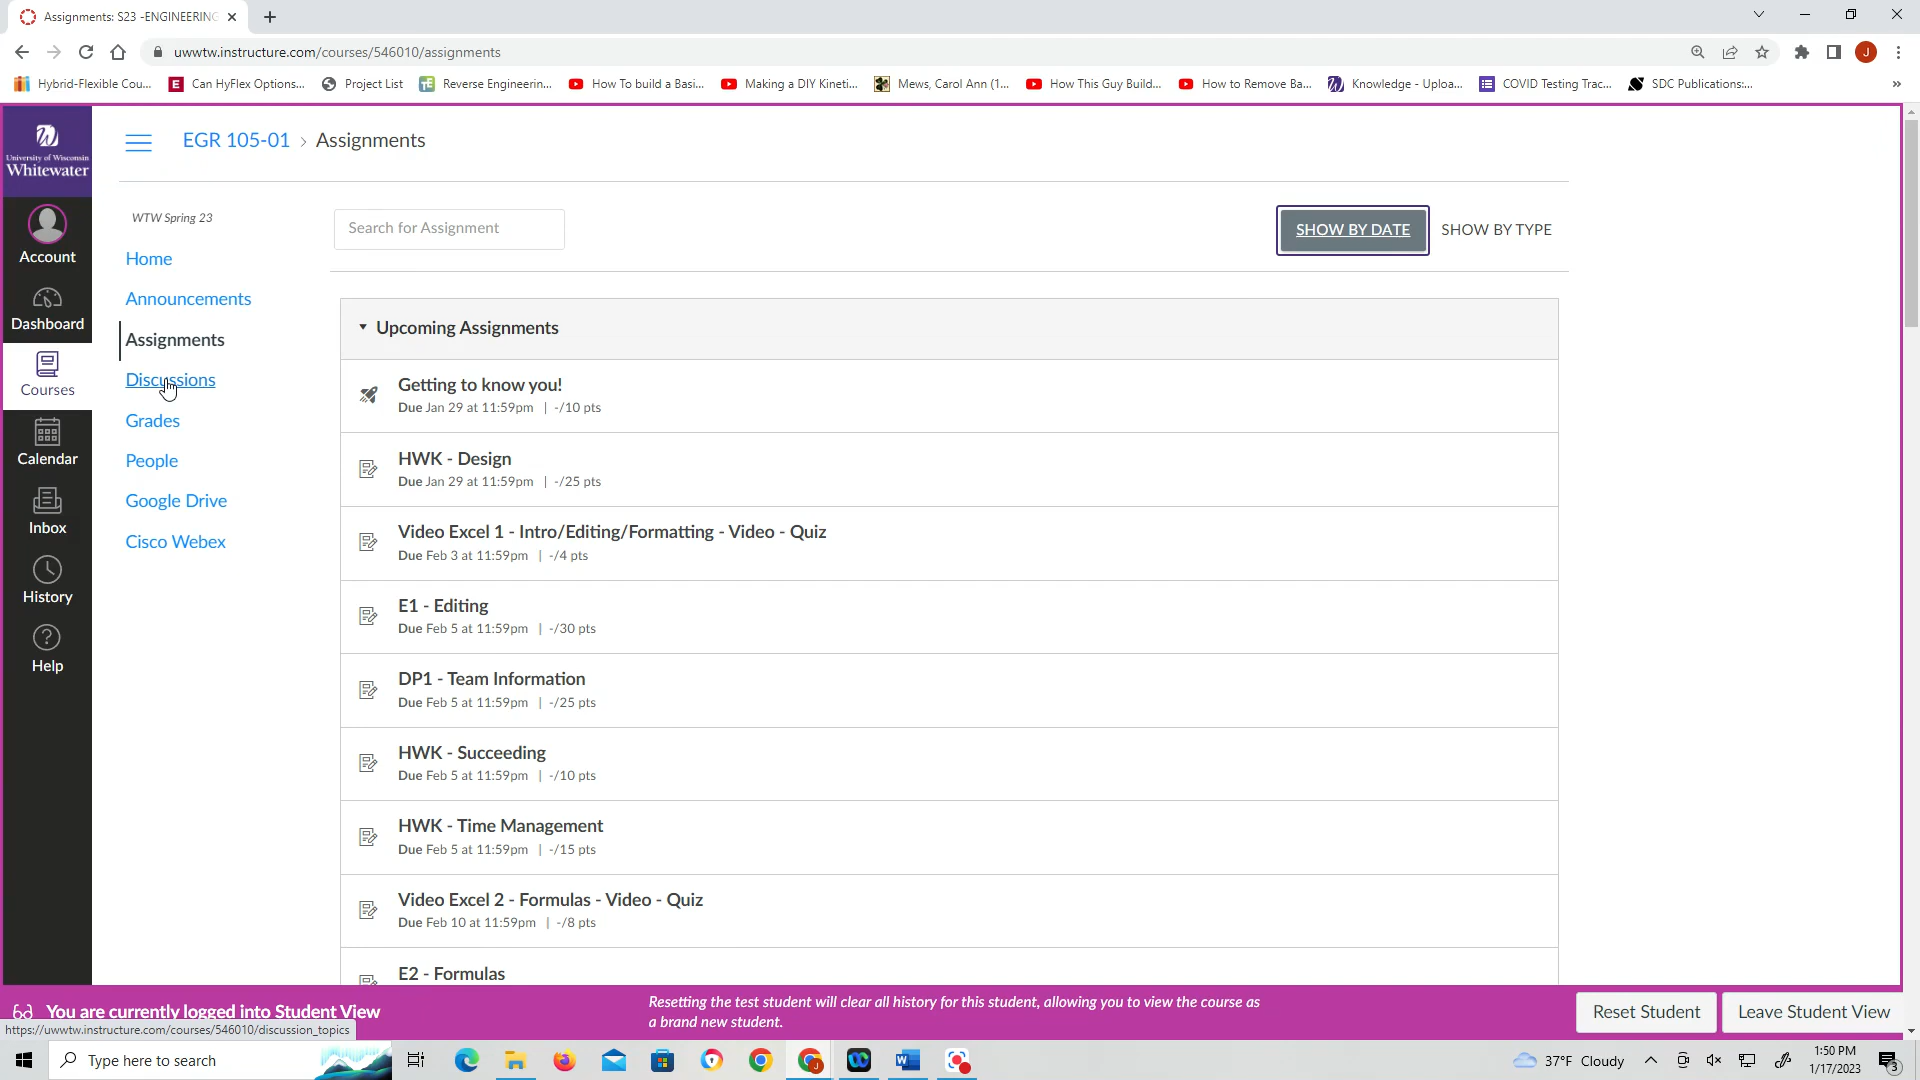 Assignments: S23 -ENGINEERING
uwwtw.instructure.com/courses/546010/assignments
J
Hybrid-Flexible Cou...
Can HyFlex Options...
Project List
Reverse Engineerin...
How To build a Basi...
Making a DIY Kineti...
Mews, Carol Ann (1...
How This Guy Build...
How to Remove Ba...
Knowledge - Uploa...
COVID Testing Trac...
SDC Publications:...
University of Wisconsin
Whitewater
EGR 105-01 › Assignments
WTW Spring 23
Search for Assignment
SHOW BY DATE
SHOW BY TYPE
Account
Dashboard
Courses
Calendar
Inbox
History
Help
Home
Announcements
Assignments
Discussions
Grades
People
Google Drive
Cisco Webex
Upcoming Assignments
Getting to know you!
Due Jan 29 at 11:59pm | -/10 pts
HWK - Design
Due Jan 29 at 11:59pm | -/25 pts
Video Excel 1 - Intro/Editing/Formatting - Video - Quiz
Due Feb 3 at 11:59pm | -/4 pts
E1 - Editing
Due Feb 5 at 11:59pm | -/30 pts
DP1 - Team Information
Due Feb 5 at 11:59pm | -/25 pts
HWK - Succeeding
Due Feb 5 at 11:59pm | -/10 pts
HWK - Time Management
Due Feb 5 at 11:59pm | -/15 pts
Video Excel 2 - Formulas - Video - Quiz
Due Feb 10 at 11:59pm | -/8 pts
E2 - Formulas
You are currently logged into Student View
Resetting the test student will clear all history for this student, allowing you to view the course as
a brand new student.
Reset Student
Leave Student View
https://uwwtw.instructure.com/courses/546010/discussion_topics
Type here to search
37°F Cloudy
1:50 PM
1/17/2023
3